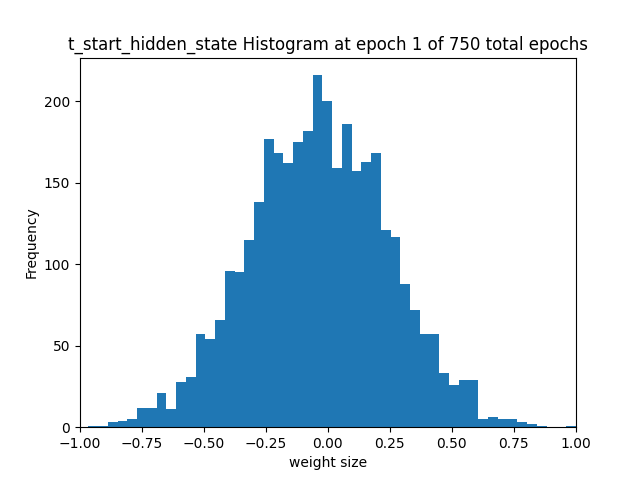 t_start_hidden_state Histogram at epoch 1 of 750 total epochs
200
150
100
50
0
Frequency
−1.00 −0.75 −0.50 −0.25 0.00 0.25 0.50 0.75 1.00
weight size